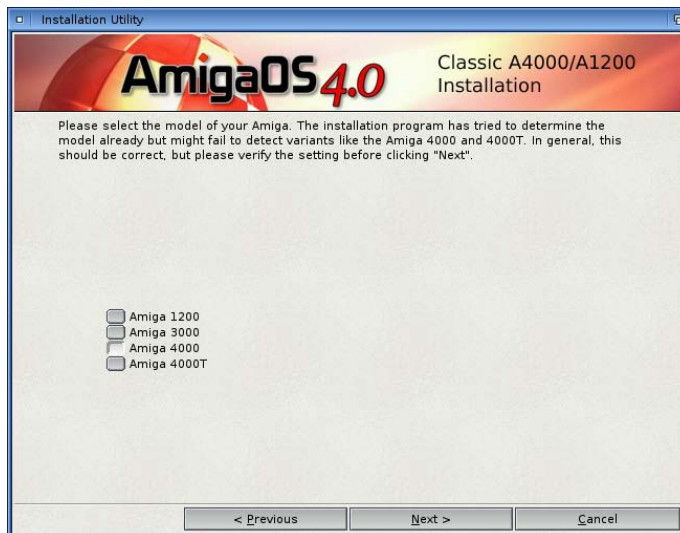 Installation Utility
AmigaOS 4.0
Classic A4000/A1200
Installation
Please select the model of your Amiga. The installation program has tried to determine the
model already but might fail to detect variants like the Amiga 4000 and 4000T. In general, this
should be correct, but please verify the setting before clicking "Next".
Amiga 1200
Amiga 3000
Amiga 4000
Amiga 4000T
< Previous
Next >
Cancel